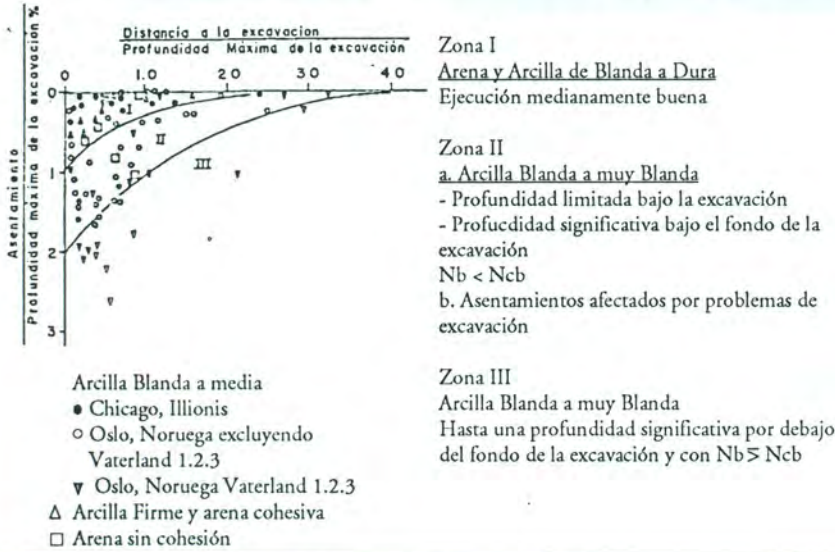 Distancia a la excavacion
Profundidad Máxima de la excavación
0 1.0 2.0 3.0 4.0
Asentamiento
Profundidad máxima de la excavación %
0
1
2
3
I
II
III
Arcilla Blanda a media
● Chicago, Illionis
○ Oslo, Noruega excluyendo
Vaterland 1.2.3
▼ Oslo, Noruega Vaterland 1.2.3
△ Arcilla Firme y arena cohesiva
□ Arena sin cohesión
Zona I
Arena y Arcilla de Blanda a Dura
Ejecución medianamente buena
Zona II
a. Arcilla Blanda a muy Blanda
- Profundidad limitada bajo la excavación
- Profucdidad significativa bajo el fondo de la
excavación
Nb < Ncb
b. Asentamientos afectados por problemas de
excavación
Zona III
Arcilla Blanda a muy Blanda
Hasta una profundidad significativa por debajo
del fondo de la excavación y con Nb ≥ Ncb